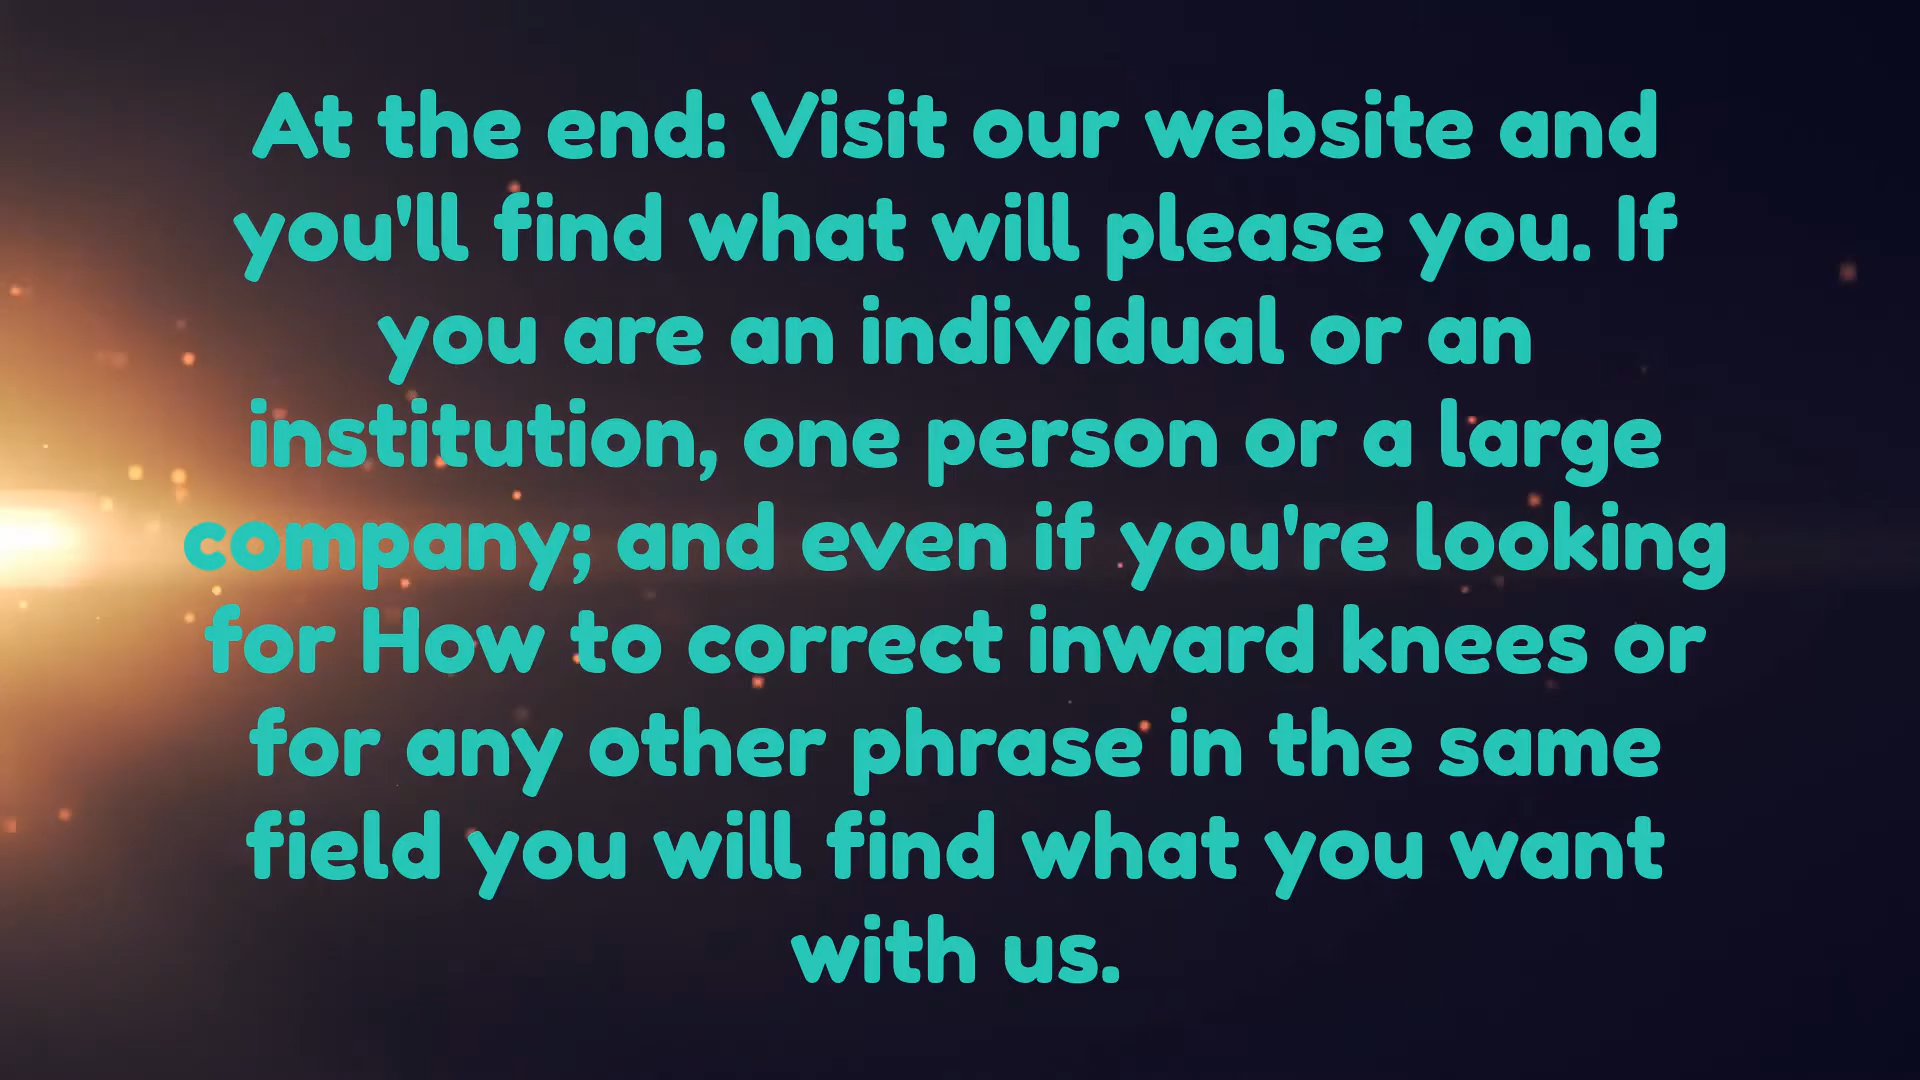 At the end: Visit our website and
you'll find what will please you. If
you are an individual or an
institution, one person or a large
company; and even if you're looking
for How to correct inward knees or
for any other phrase in the same
field you will find what you want
with us.